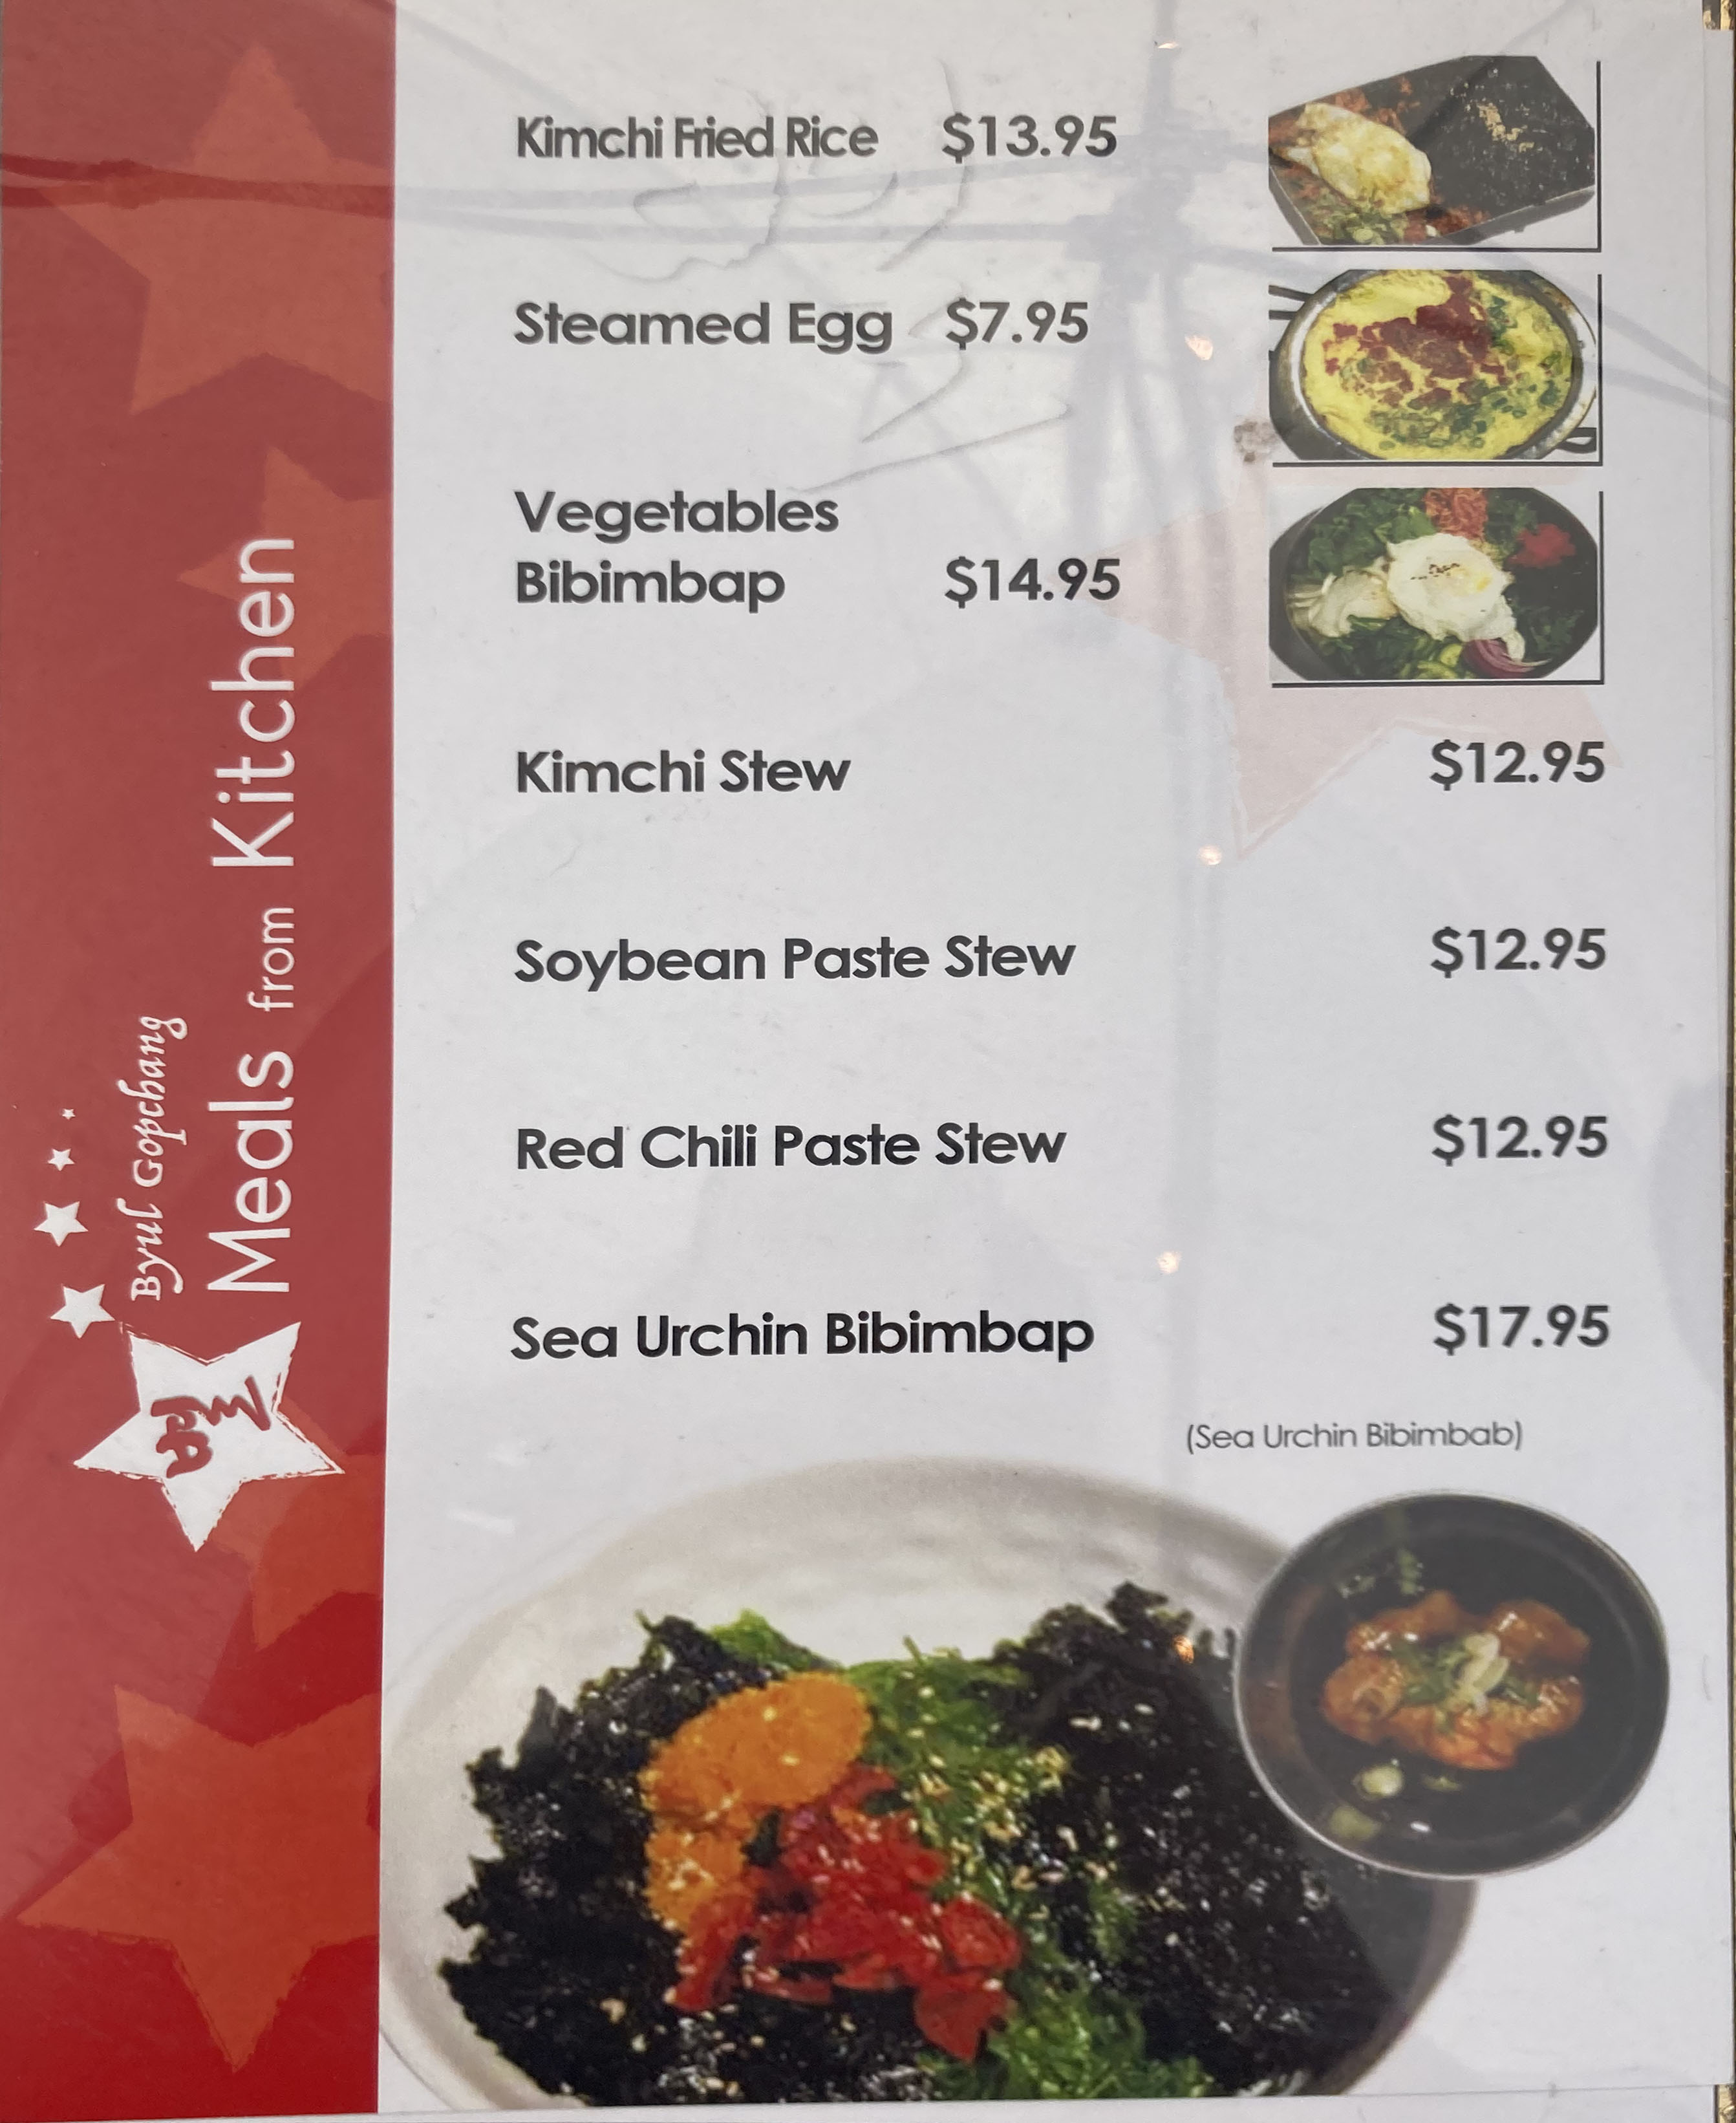 Kimchi Fried Rice $13.95
Steamed Egg $7.95
Vegetables
Bibimbap $14.95
Kimchi Stew $12.95
Soybean Paste Stew $12.95
Red Chili Paste Stew $12.95
Sea Urchin Bibimbap $17.95
(Sea Urchin Bibimbab)
Byul Gopchang
Meals from Kitchen